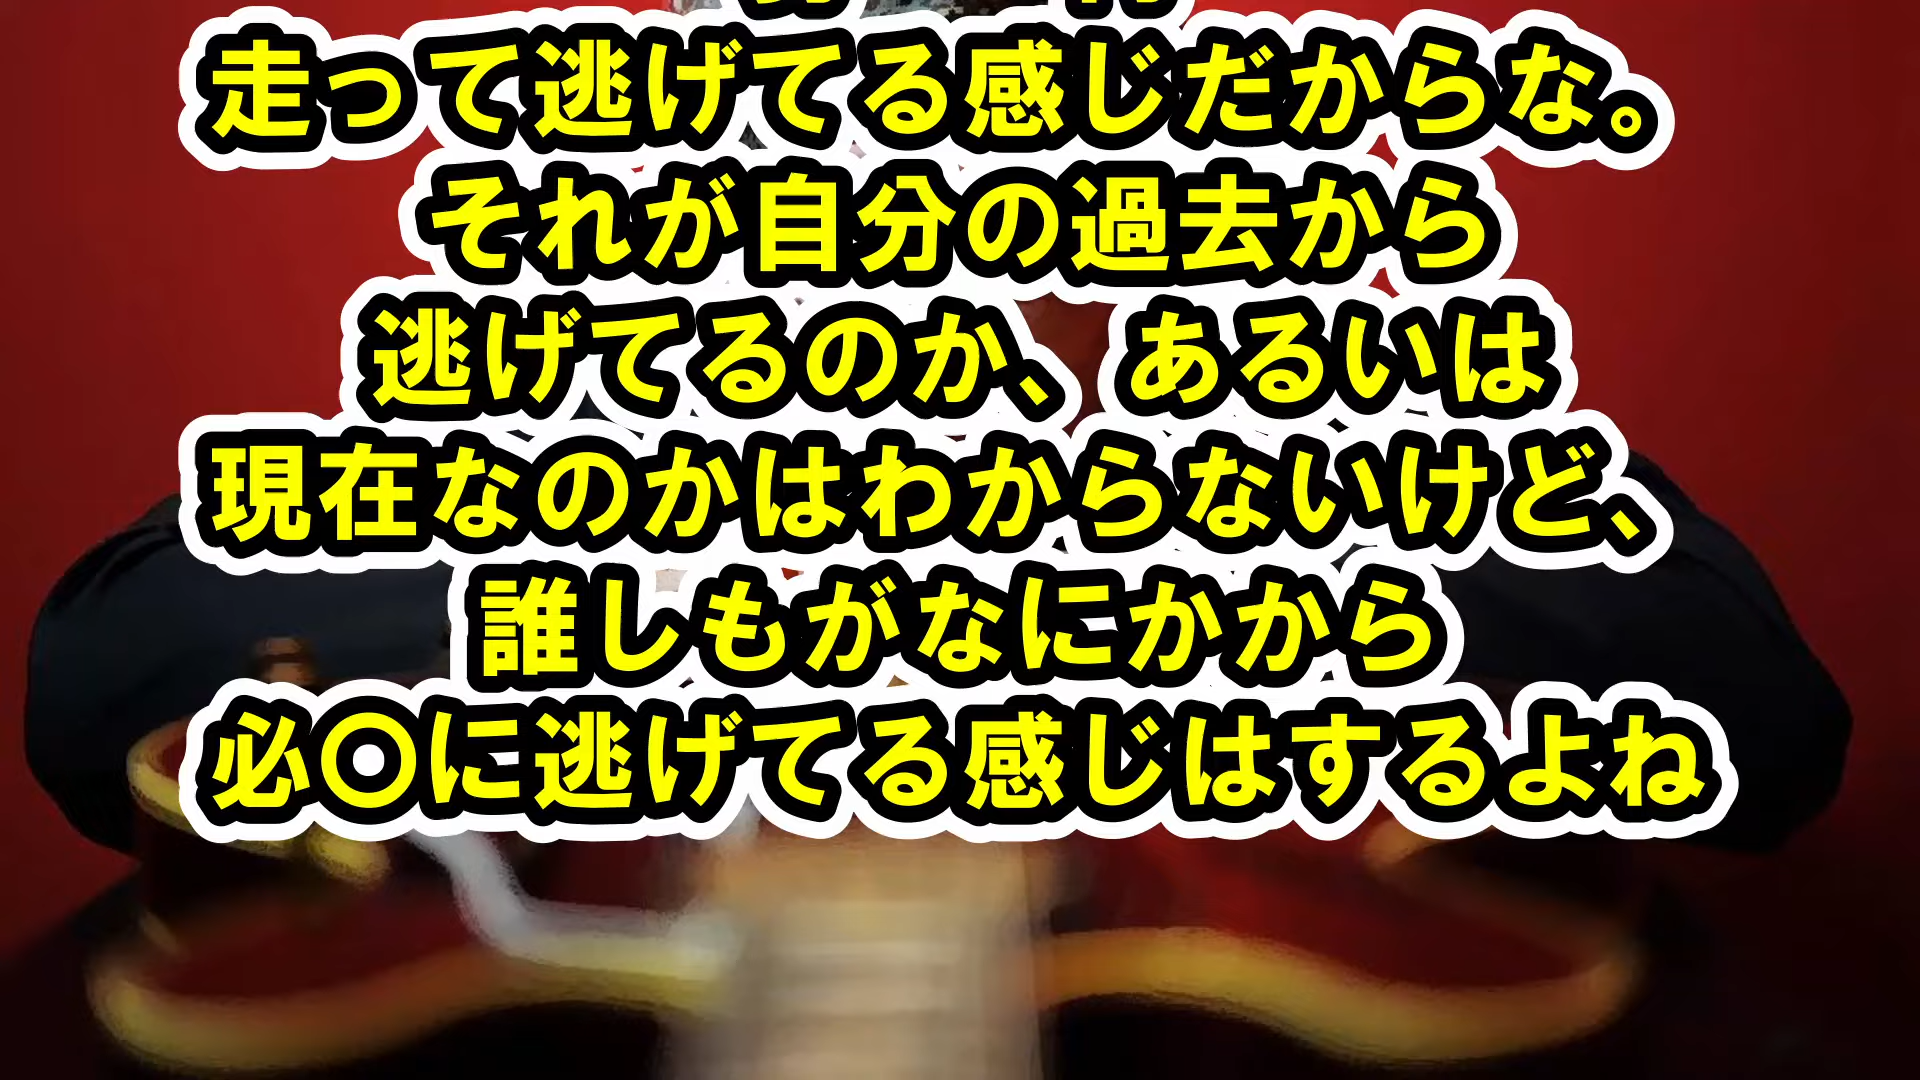 走って逃げてる感じだからな。
それが自分の過去から
逃げてるのか、あるいは
現在なのかはわからないけど、
誰しもがなにかから
必〇に逃げてる感じはするよね